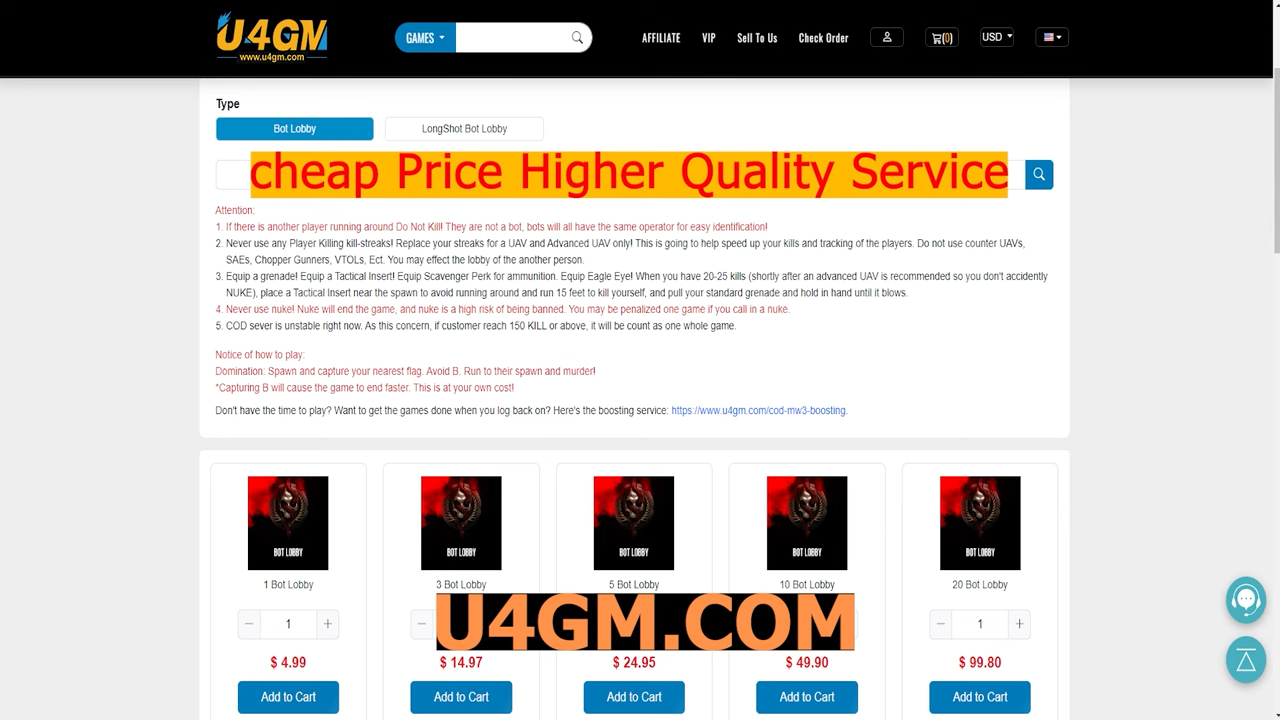 U4GM
www.u4gm.com
GAMES
AFFILIATE
VIP
Sell To Us
Check Order
(0)
USD
Type
Bot Lobby
LongShot Bot Lobby
cheap Price Higher Quality Service
Attention:
1. If there is another player running around Do Not Kill! They are not a bot, bots will all have the same operator for easy identification!
2. Never use any Player Killing kill-streaks! Replace your streaks for a UAV and Advanced UAV only! This is going to help speed up your kills and tracking of the players. Do not use counter UAVs,
SAEs, Chopper Gunners, VTOLs, Ect. You may effect the lobby of the another person.
3. Equip a grenade! Equip a Tactical Insert! Equip Scavenger Perk for ammunition. Equip Eagle Eye! When you have 20-25 kills (shortly after an advanced UAV is recommended so you don't accidently
NUKE), place a Tactical Insert near the spawn to avoid running around and run 15 feet to kill yourself, and pull your standard grenade and hold in hand until it blows.
4. Never use nuke! Nuke will end the game, and nuke is a high risk of being banned. You may be penalized one game if you call in a nuke.
5. COD sever is unstable right now. As this concern, if customer reach 150 KILL or above, it will be count as one whole game.
Notice of how to play:
Domination: Spawn and capture your nearest flag. Avoid B. Run to their spawn and murder!
*Capturing B will cause the game to end faster. This is at your own cost!
Don't have the time to play? Want to get the games done when you log back on? Here's the boosting service: https://www.u4gm.com/cod-mw3-boosting.
BOT LOBBY
BOT LOBBY
BOT LOBBY
BOT LOBBY
BOT LOBBY
1 Bot Lobby
3 Bot Lobby
5 Bot Lobby
10 Bot Lobby
20 Bot Lobby
− 1 +
−
U4GM.COM
− 1 +
$ 4.99
$ 14.97
$ 24.95
$ 49.90
$ 99.80
Add to Cart
Add to Cart
Add to Cart
Add to Cart
Add to Cart